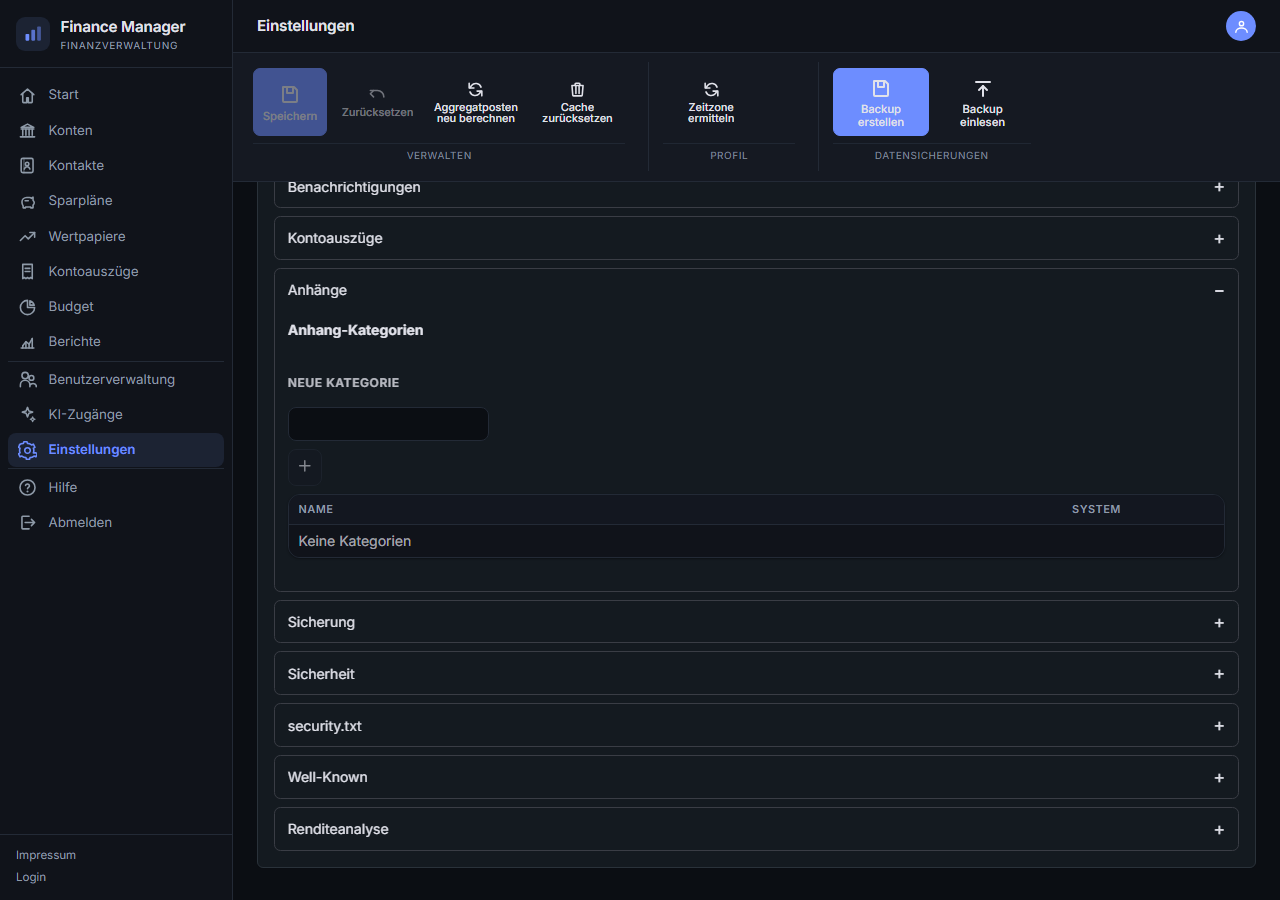 Finance Manager
FINANZVERWALTUNG
Start
Konten
Kontakte
Sparpläne
Wertpapiere
Kontoauszüge
Budget
Berichte
Benutzerverwaltung
KI-Zugänge
Einstellungen
Hilfe
Abmelden
Impressum
Login
Einstellungen
Speichern
Zurücksetzen
Aggregatposten
neu berechnen
Cache
zurücksetzen
VERWALTEN
Zeitzone
ermitteln
PROFIL
Backup
erstellen
Backup
einlesen
DATENSICHERUNGEN
Benachrichtigungen
Kontoauszüge
Anhänge
Anhang-Kategorien
NEUE KATEGORIE
NAME SYSTEM
Keine Kategorien
Sicherung
Sicherheit
security.txt
Well-Known
Renditeanalyse